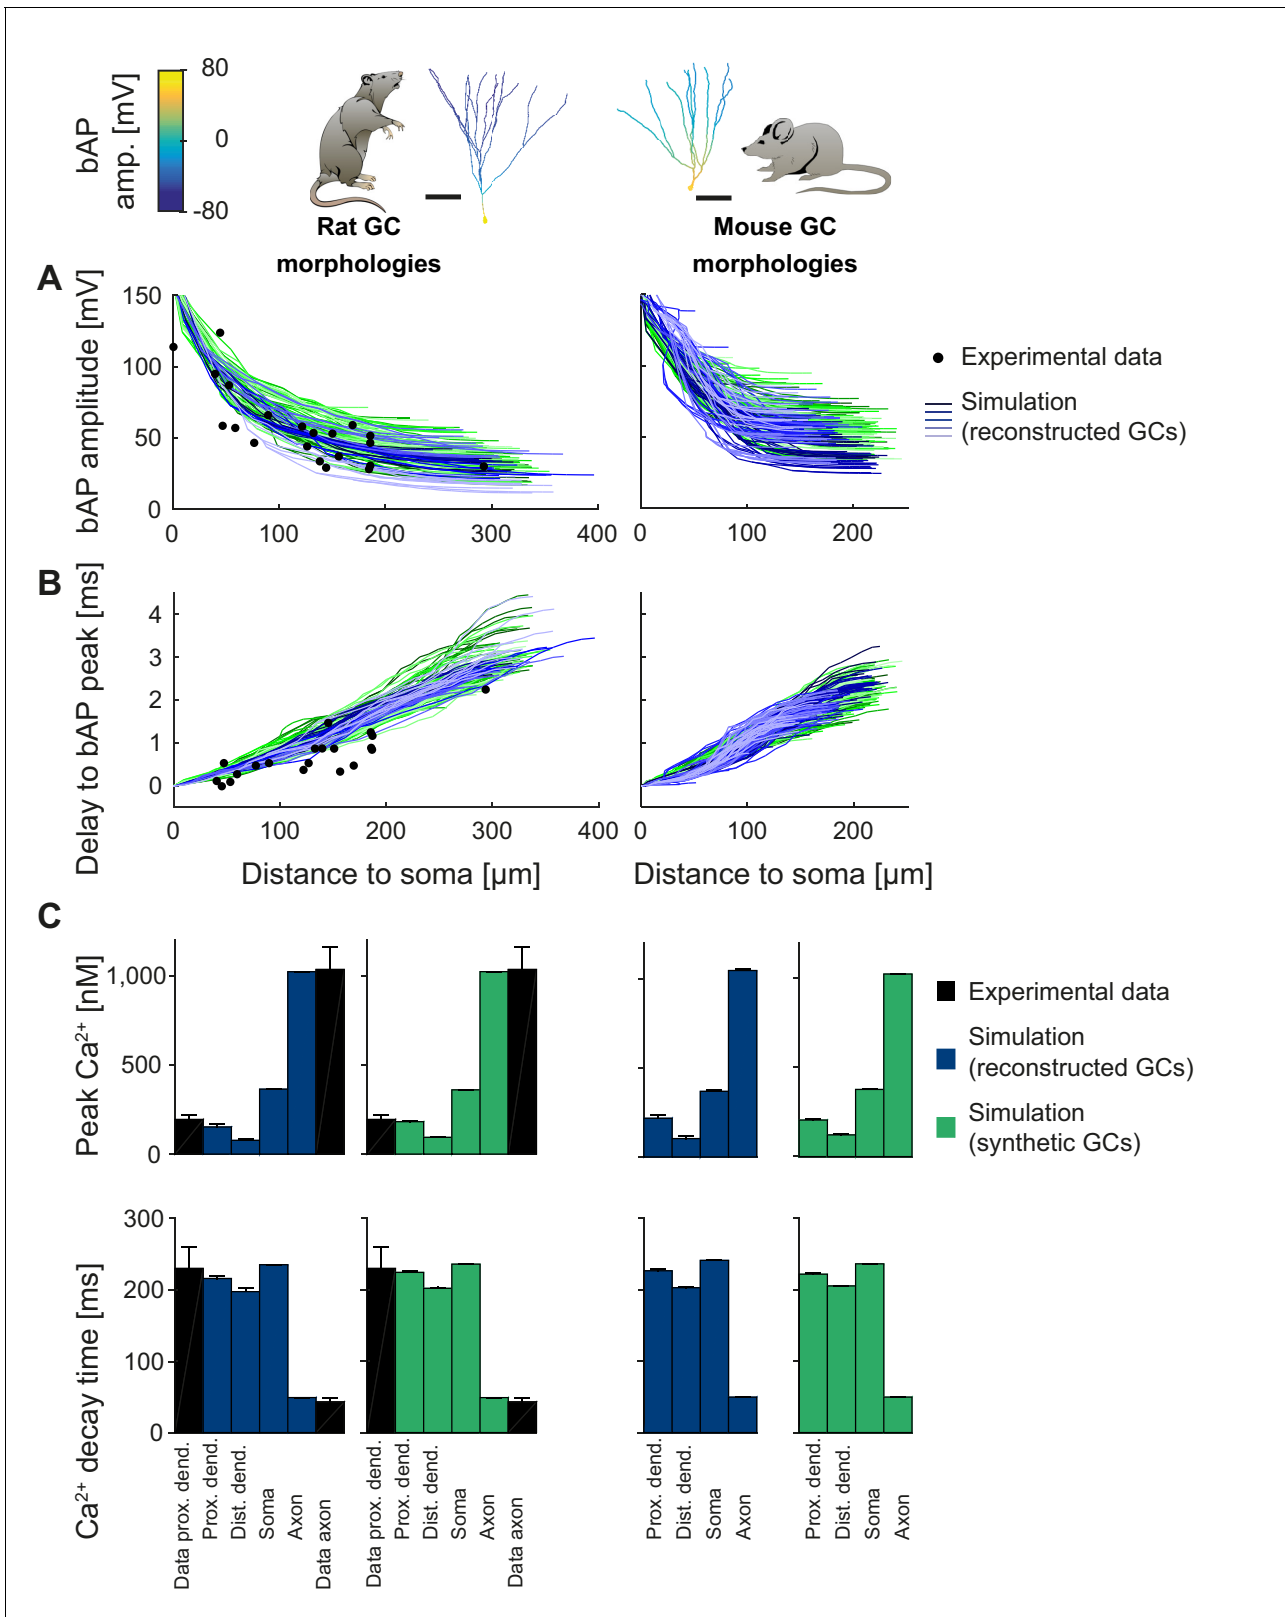 bAP
amp. [mV]
80
0
-80
Rat GC
morphologies
Mouse GC
morphologies
A
bAP amplitude [mV]
150
100
50
0
0 100 200 300 400
0 100 200
Experimental data
Simulation
(reconstructed GCs)
B
Delay to bAP peak [ms]
4
3
2
1
0
0 100 200 300 400
0 100 200
Distance to soma [µm]
Distance to soma [µm]
C
Peak Ca²⁺ [nM]
1,000
500
0
Experimental data
Simulation
(reconstructed GCs)
Simulation
(synthetic GCs)
Ca²⁺ decay time [ms]
300
200
100
0
Data prox. dend.
Prox. dend.
Dist. dend.
Soma
Axon
Data axon
Data prox. dend.
Prox. dend.
Dist. dend.
Soma
Axon
Data axon
Prox. dend.
Dist. dend.
Soma
Axon
Prox. dend.
Dist. dend.
Soma
Axon